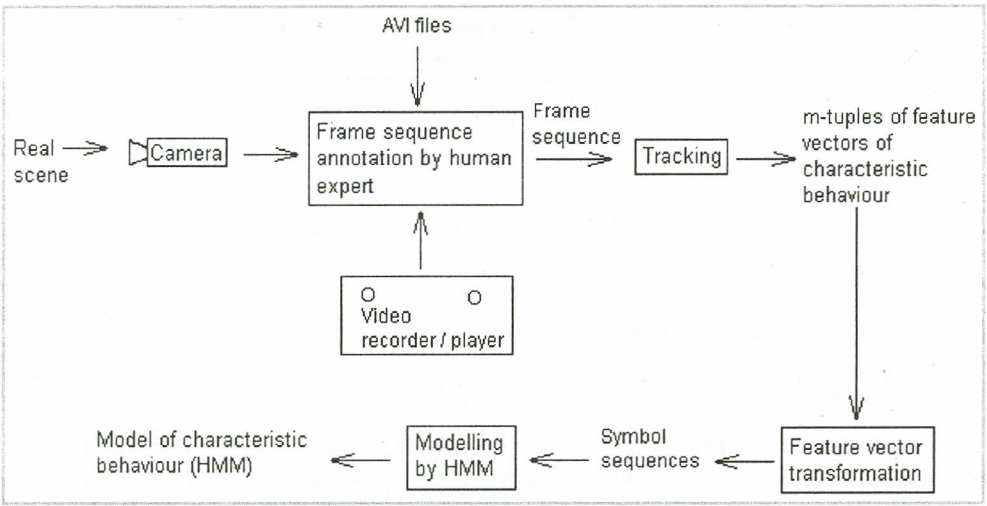 AVI files
Real
scene
Camera
Frame sequence
annotation by human
expert
Frame
sequence
Tracking
m-tuples of feature
vectors of
characteristic
behaviour
Video
recorder / player
Model of characteristic
behaviour (HMM)
Modelling
by HMM
Symbol
sequences
Feature vector
transformation